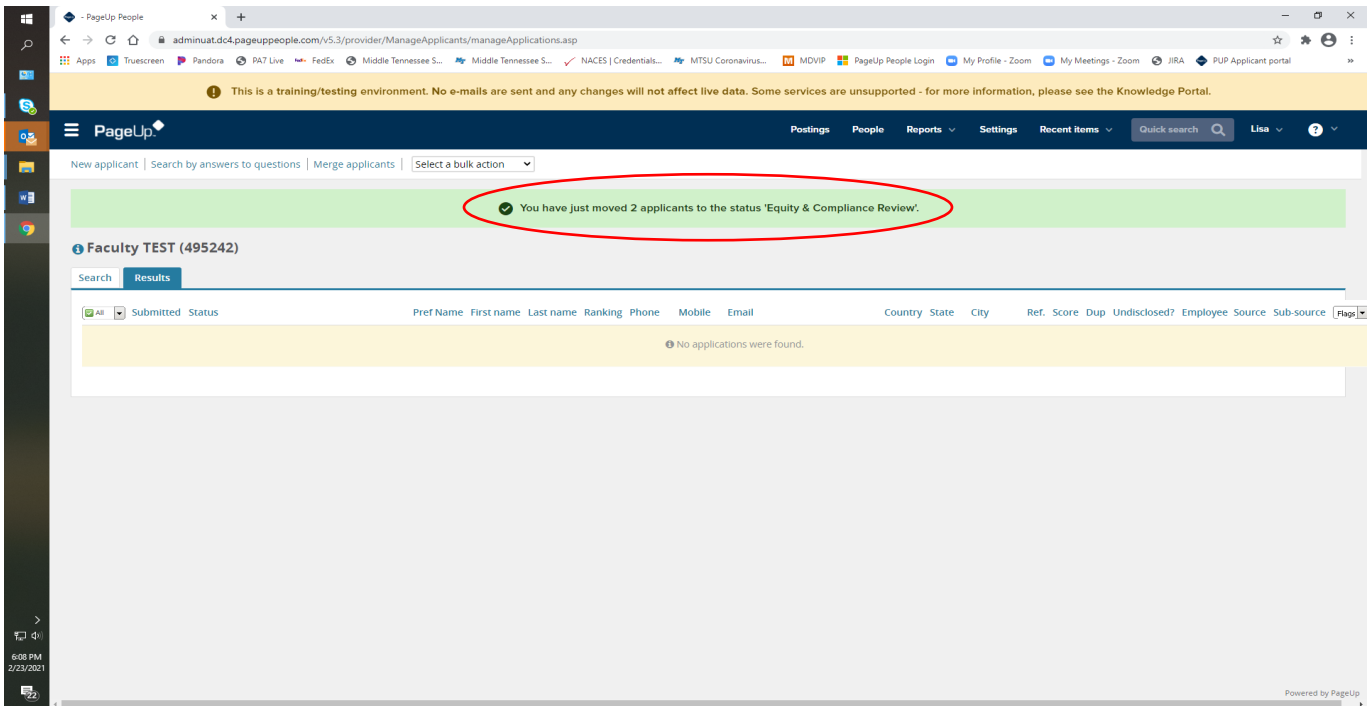 - PageUp People
adminuat.dc4.pageuppeople.com/v5.3/provider/ManageApplicants/manageApplications.asp
Apps Truescreen Pandora PA7 Live FedEx Middle Tennessee S... Middle Tennessee S... NACES | Credentials... MTSU Coronavirus... MDVIP PageUp People Login My Profile - Zoom My Meetings - Zoom JIRA PUP Applicant portal »
This is a training/testing environment. No e-mails are sent and any changes will not affect live data. Some services are unsupported - for more information, please see the Knowledge Portal.
PageUp Postings People Reports Settings Recent items Quick search Lisa ?
New applicant | Search by answers to questions | Merge applicants | Select a bulk action
You have just moved 2 applicants to the status 'Equity & Compliance Review'.
Faculty TEST (495242)
Search Results
All Submitted Status Pref Name First name Last name Ranking Phone Mobile Email Country State City Ref. Score Dup Undisclosed? Employee Source Sub-source Flags
No applications were found.
6:08 PM
2/23/2021
22
Powered by PageUp